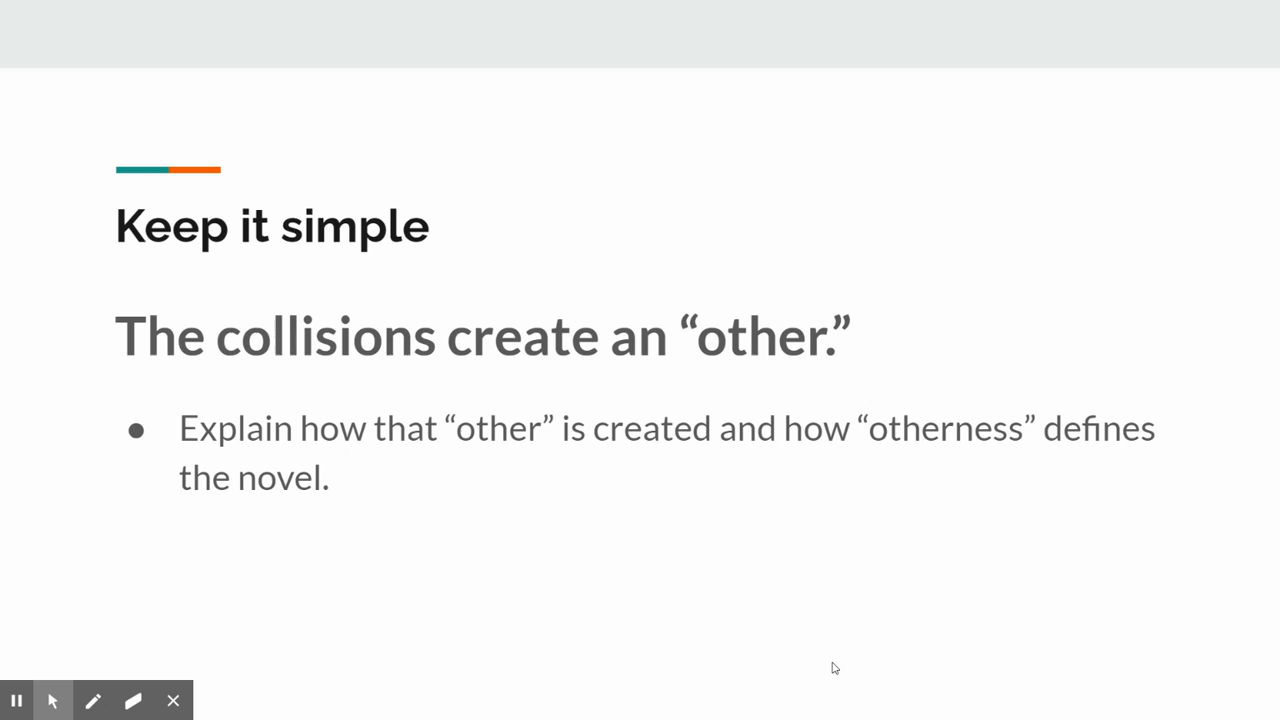 Keep it simple
The collisions create an “other.”
● Explain how that “other” is created and how “otherness” defines
the novel.